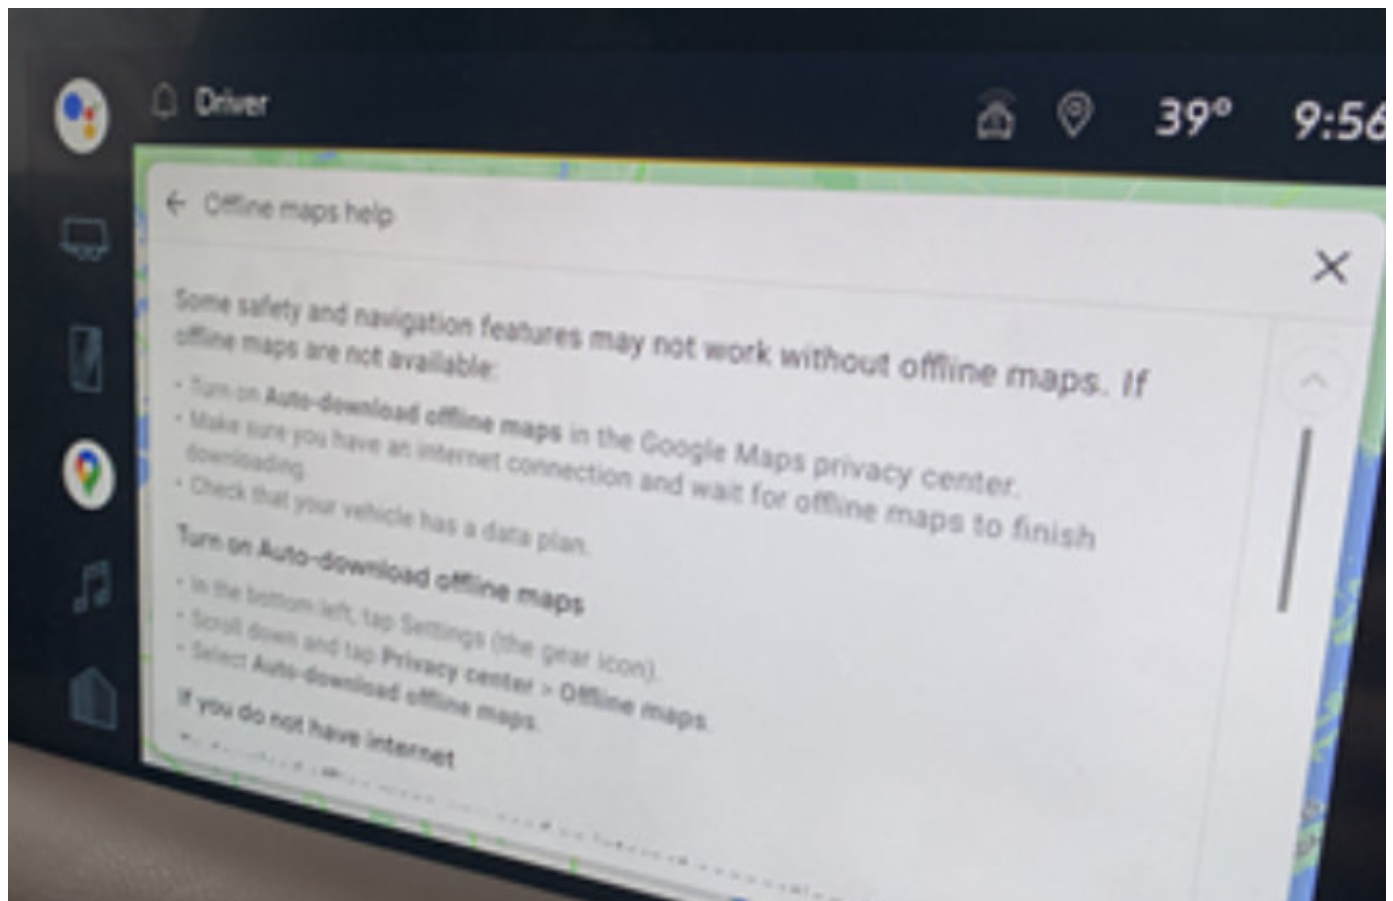 Driver
39°
9:56
Offline maps help
Some safety and navigation features may not work without offline maps. If
offline maps are not available:
• Turn on Auto-download offline maps in the Google Maps privacy center.
• Make sure you have an internet connection and wait for offline maps to finish
downloading.
• Check that your vehicle has a data plan.
Turn on Auto-download offline maps
• In the bottom left, tap Settings (the gear icon).
• Scroll down and tap Privacy center > Offline maps.
• Select Auto-download offline maps.
If you do not have internet